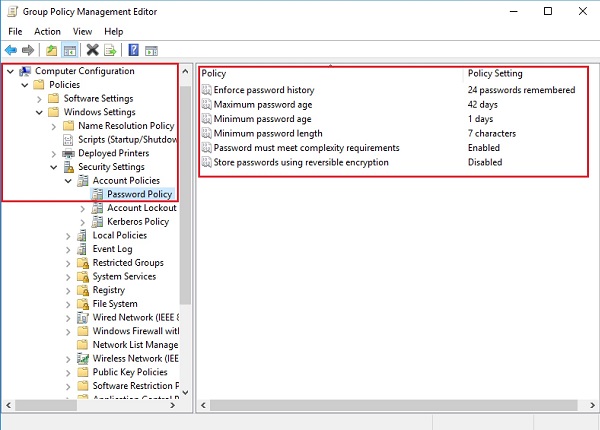 Group Policy Management Editor
File Action View Help
Computer Configuration
Policies
Software Settings
Windows Settings
Name Resolution Policy
Scripts (Startup/Shutdow
Deployed Printers
Security Settings
Account Policies
Password Policy
Account Lockout
Kerberos Policy
Local Policies
Event Log
Restricted Groups
System Services
Registry
File System
Wired Network (IEEE 8
Windows Firewall wit
Network List Manage
Wireless Network (IEE
Public Key Policies
Software Restriction P
Application Control P
Policy Policy Setting
Enforce password history 24 passwords remembered
Maximum password age 42 days
Minimum password age 1 days
Minimum password length 7 characters
Password must meet complexity requirements Enabled
Store passwords using reversible encryption Disabled